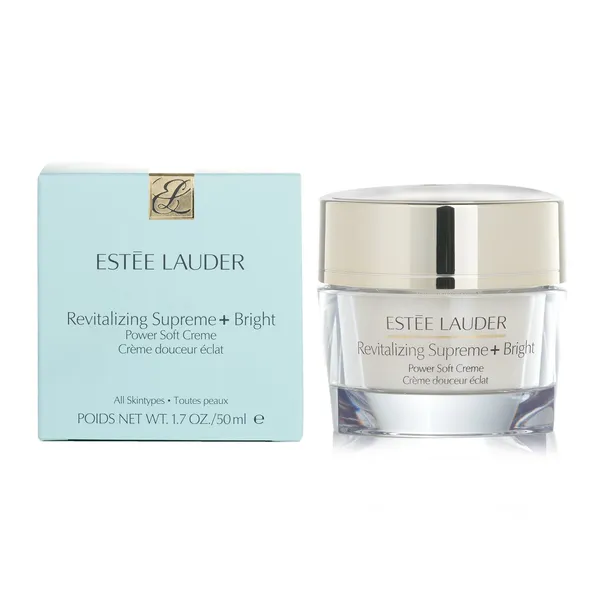 EL
ESTĒE LAUDER
Revitalizing Supreme+ Bright
Power Soft Creme
Crème douceur éclat
All Skintypes • Toutes peaux
POIDS NET WT. 1.7 OZ./50 ml ℮
ESTĒE LAUDER
Revitalizing Supreme+ Bright
Power Soft Creme
Crème douceur éclat